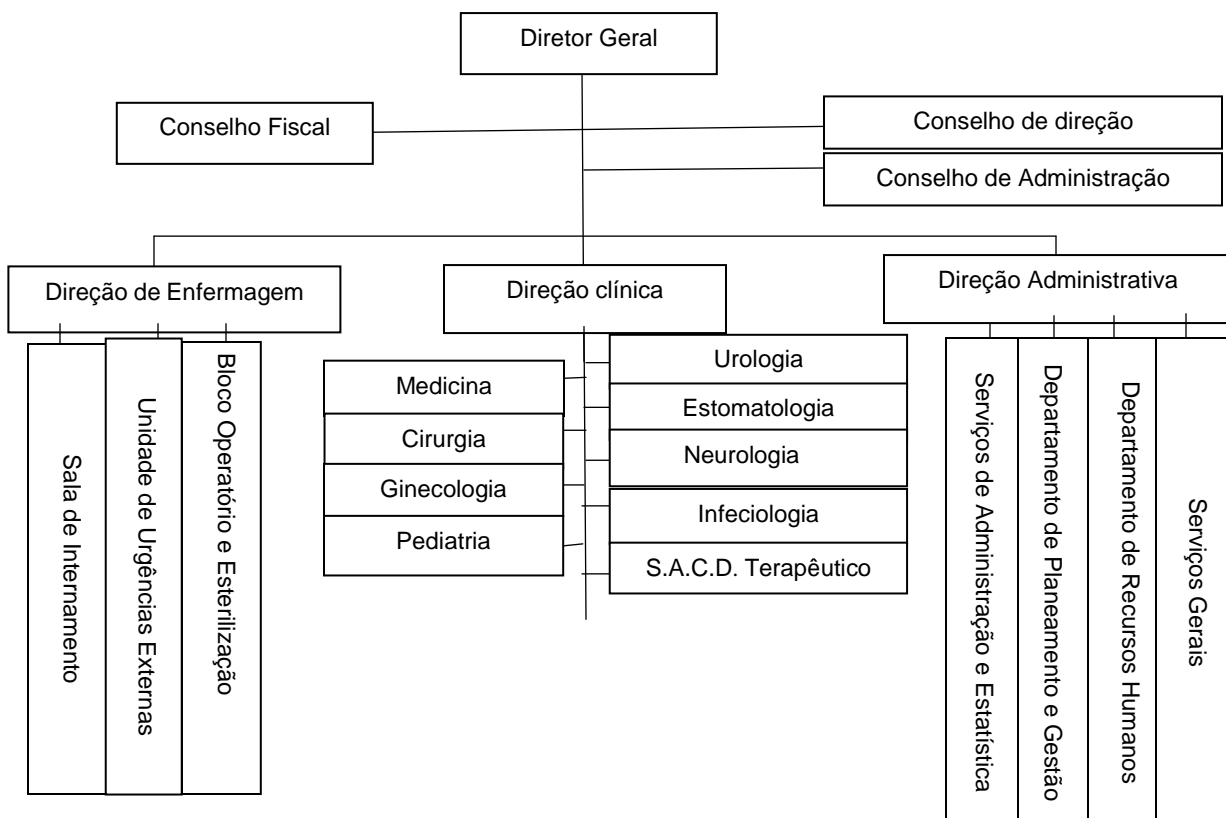 Diretor Geral
Conselho Fiscal
Conselho de direção
Conselho de Administração
Direção de Enfermagem
Direção clínica
Direção Administrativa
Sala de Internamento
Unidade de Urgências Externas
Bloco Operatório e Esterilização
Medicina
Cirurgia
Ginecologia
Pediatria
Urologia
Estomatologia
Neurologia
Infeciologia
S.A.C.D. Terapêutico
Serviços de Administração e Estatística
Departamento de Planeamento e Gestão
Departamento de Recursos Humanos
Serviços Gerais